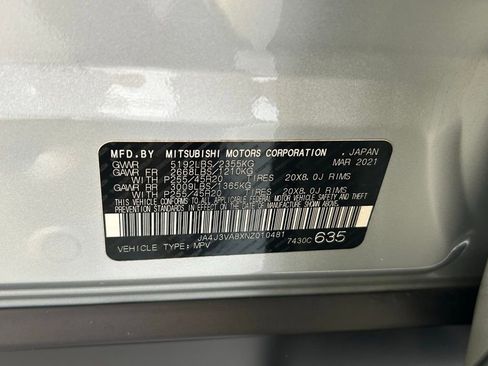 MFD.BY MITSUBISHI MOTORS CORPORATION , JAPAN
GVWR 5192LBS/2355KG MAR 2021
GAWR FR 2668LBS/1210KG
WITH P255/45R20 TIRES 20X8.0J RIMS
GAWR RR 3009LBS/1365KG
WITH P255/45R20 TIRES 20X8.0J RIMS
THIS VEHICLE CONFORMS TO ALL APPLICABLE FEDERAL MOTOR VEHICLE SAFETY AND THEFT
PREVENTION STANDARDS IN EFFECT ON THE DATE OF MANUFACTURE SHOWN ABOVE.
JA4J3VA8XNZ010481
VEHICLE TYPE: MPV 7430C 635